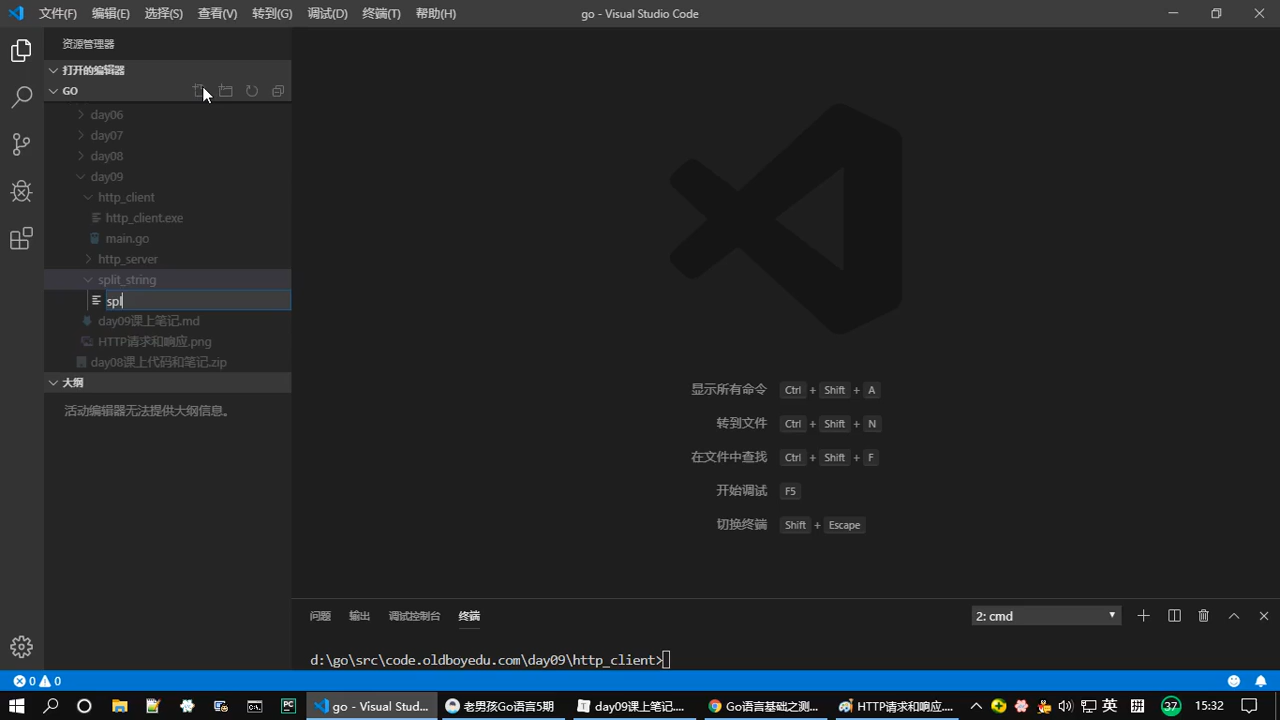 文件(F) 编辑(E) 选择(S) 查看(V) 转到(G) 调试(D) 终端(T) 帮助(H) go - Visual Studio Code
资源管理器
打开的编辑器
GO
day06
day07
day08
day09
http_client
http_client.exe
main.go
http_server
split_string
spl
day09课上笔记.md
HTTP请求和响应.png
day08课上代码和笔记.zip
大纲
活动编辑器无法提供大纲信息。
显示所有命令 Ctrl + Shift + A
转到文件 Ctrl + Shift + N
在文件中查找 Ctrl + Shift + F
开始调试 F5
切换终端 Shift + Escape
问题 输出 调试控制台 终端 2: cmd
d:\go\src\code.oldboyedu.com\day09\http_client>
0 0
go - Visual Studi... 老男孩Go语言5期 day09课上笔记.... Go语言基础之测... HTTP请求和响应.... 英 拼 37 15:32